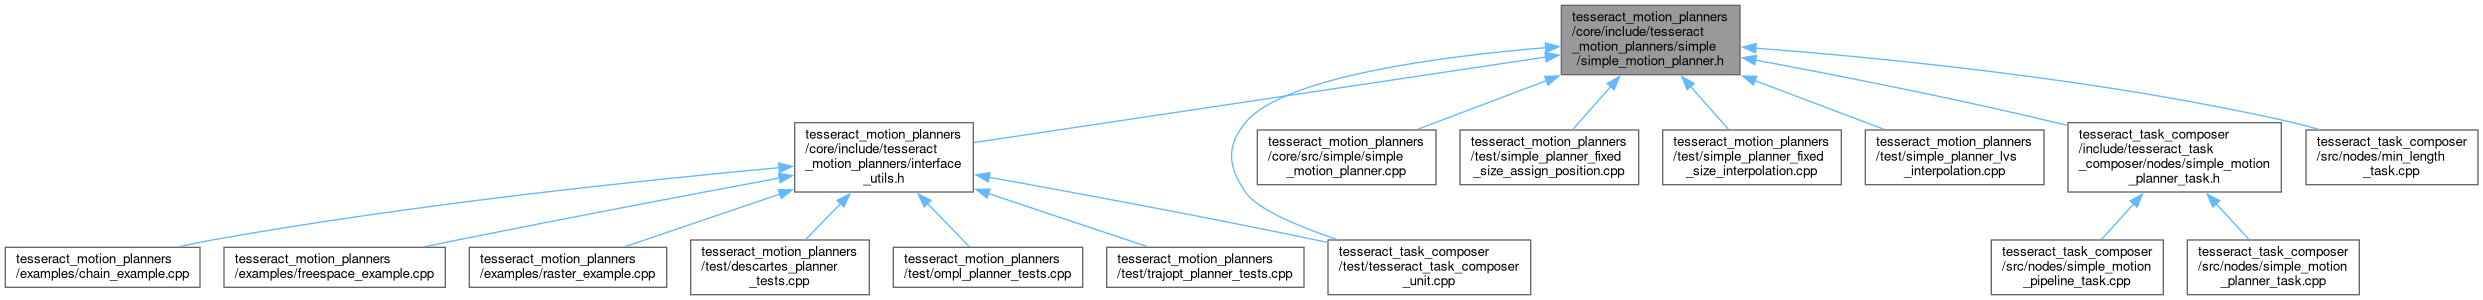 tesseract_motion_planners
/core/include/tesseract
_motion_planners/simple
/simple_motion_planner.h
tesseract_motion_planners
/core/include/tesseract
_motion_planners/interface
_utils.h
tesseract_motion_planners
/core/src/simple/simple
_motion_planner.cpp
tesseract_motion_planners
/test/simple_planner_fixed
_size_assign_position.cpp
tesseract_motion_planners
/test/simple_planner_fixed
_size_interpolation.cpp
tesseract_motion_planners
/test/simple_planner_lvs
_interpolation.cpp
tesseract_task_composer
/include/tesseract_task
_composer/nodes/simple_motion
_planner_task.h
tesseract_task_composer
/src/nodes/min_length
_task.cpp
tesseract_motion_planners
/examples/chain_example.cpp
tesseract_motion_planners
/examples/freespace_example.cpp
tesseract_motion_planners
/examples/raster_example.cpp
tesseract_motion_planners
/test/descartes_planner
_tests.cpp
tesseract_motion_planners
/test/ompl_planner_tests.cpp
tesseract_motion_planners
/test/trajopt_planner_tests.cpp
tesseract_task_composer
/test/tesseract_task_composer
_unit.cpp
tesseract_task_composer
/src/nodes/simple_motion
_pipeline_task.cpp
tesseract_task_composer
/src/nodes/simple_motion
_planner_task.cpp